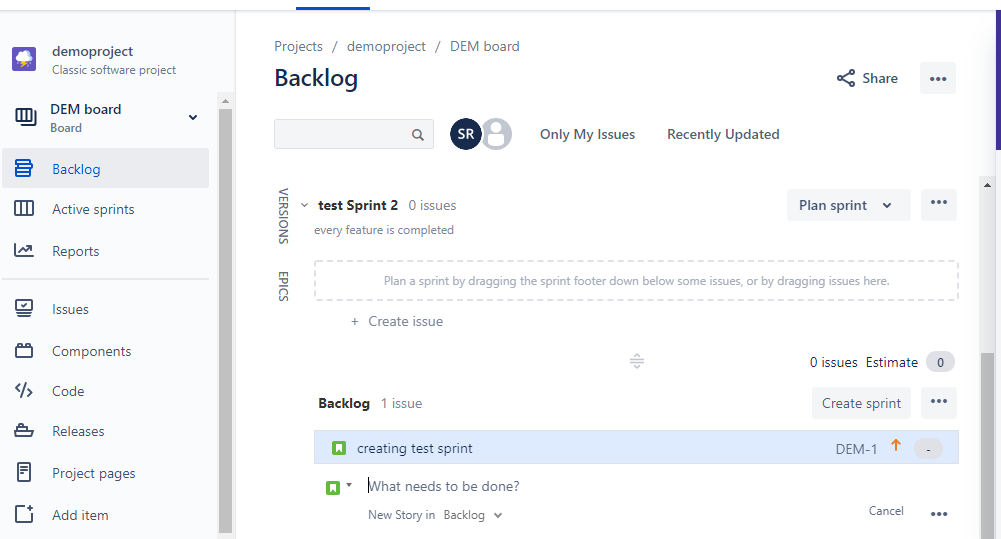 demoproject
Classic software project
DEM board
Board
Backlog
Active sprints
Reports
Issues
Components
Code
Releases
Project pages
Add item
Projects / demoproject / DEM board
Backlog
Share
SR
Only My Issues
Recently Updated
VERSIONS
EPICS
test Sprint 2 0 issues
Plan sprint
every feature is completed
Plan a sprint by dragging the sprint footer down below some issues, or by dragging issues here.
+ Create issue
0 issues Estimate 0
Backlog 1 issue
Create sprint
creating test sprint DEM-1 -
What needs to be done?
New Story in Backlog
Cancel